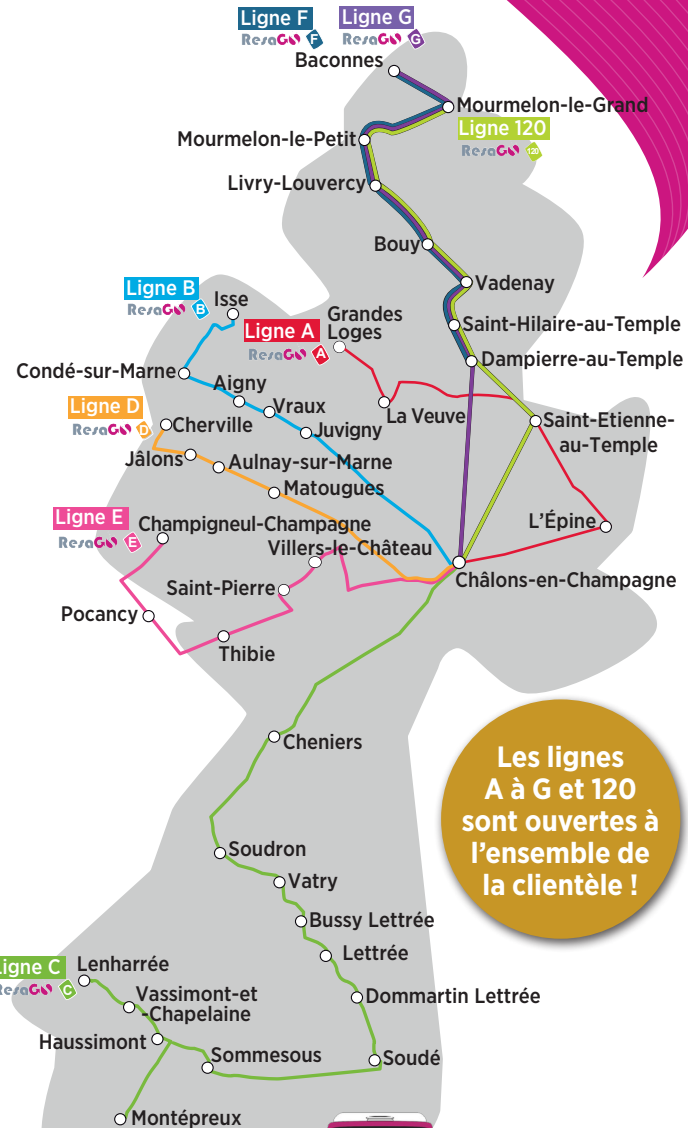 Ligne F
ResaGO F
Ligne G
ResaGO G
Baconnes
Mourmelon-le-Grand
Ligne 120
ResaGO 120
Mourmelon-le-Petit
Livry-Louvercy
Bouy
Vadenay
Saint-Hilaire-au-Temple
Dampierre-au-Temple
Ligne B
ResaGO B
Isse
Grandes
Loges
Ligne A
ResaGO A
Condé-sur-Marne
Aigny
Vraux
Juvigny
La Veuve
Saint-Etienne-
au-Temple
Ligne D
ResaGO D
Cherville
Jâlons
Aulnay-sur-Marne
Matougues
L'Épine
Ligne E
ResaGO E
Champigneul-Champagne
Villers-le-Château
Saint-Pierre
Châlons-en-Champagne
Pocancy
Thibie
Cheniers
Les lignes
A à G et 120
sont ouvertes à
l'ensemble de
la clientèle !
Soudron
Vatry
Bussy Lettrée
Lettrée
Dommartin Lettrée
Ligne C
ResaGO C
Lenharrée
Vassimont-et
-Chapelaine
Haussimont
Sommesous
Soudé
Montépreux